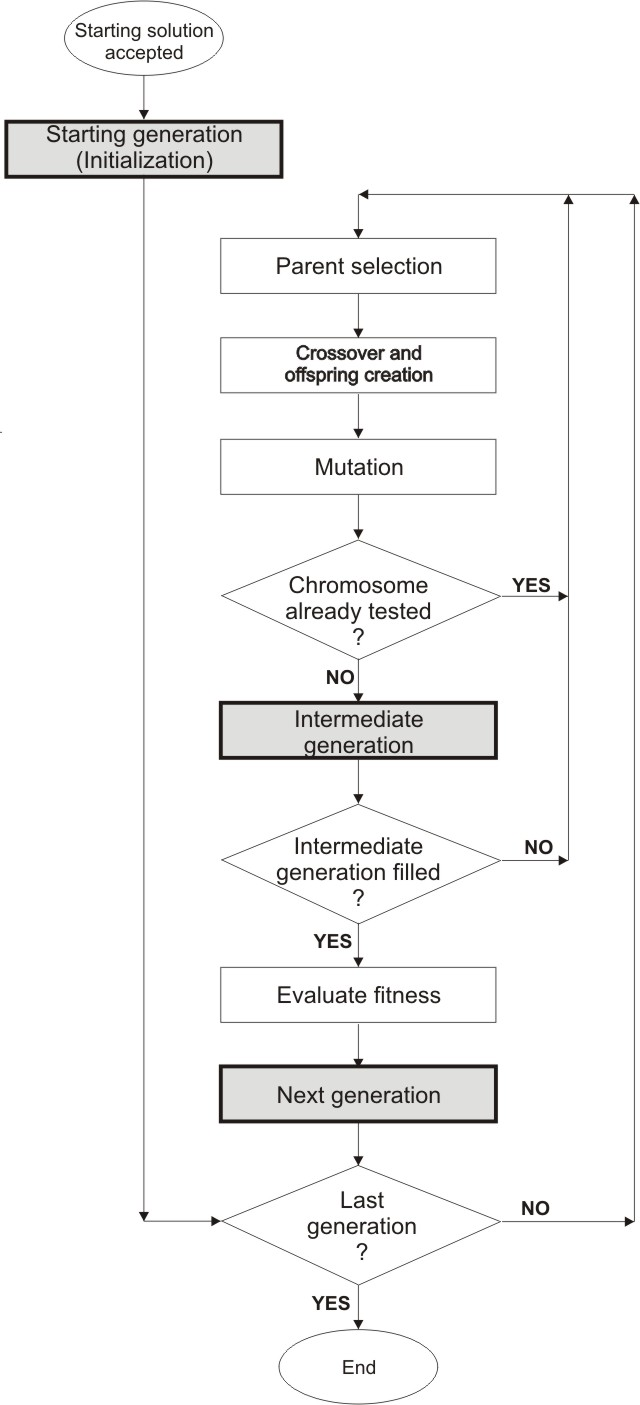 Starting solution
accepted
Starting generation
(Initialization)
Parent selection
Crossover and
offspring creation
Mutation
Chromosome
already tested
?
YES
NO
Intermediate
generation
Intermediate
generation filled
?
NO
YES
Evaluate fitness
Next generation
Last
generation
?
NO
YES
End